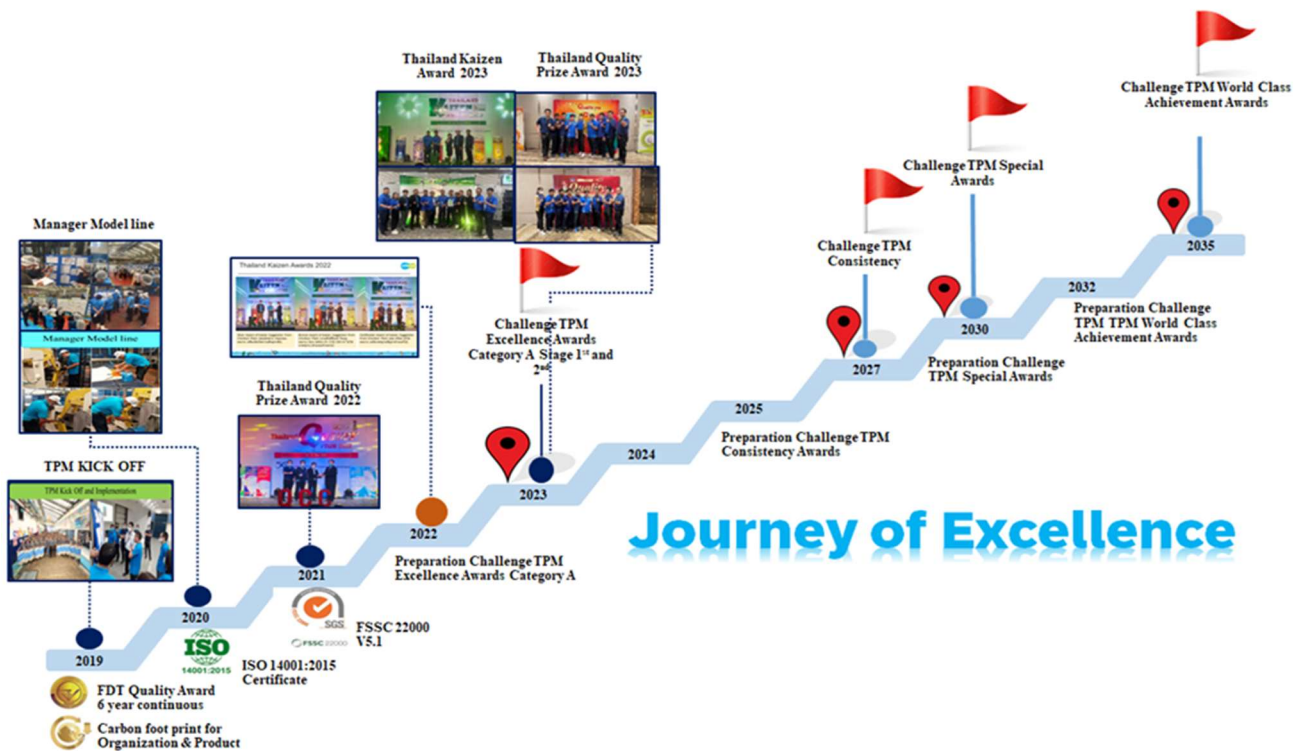 Thailand Kaizen
Award 2023
Thailand Quality
Prize Award 2023
Challenge TPM World Class
Achievement Awards
Challenge TPM Special
Awards
Challenge TPM
Consistency
Manager Model line
Manager Model line
Thailand Kaizen Awards 2022
Challenge TPM
Excellence Awards
Category A Stage 1st and
2nd
Thailand Quality
Prize Award 2022
TPM KICK OFF
TPM Kick Off and Implementation
2019
2020
2021
2022
2023
2024
2025
2027
2030
2032
2035
Preparation Challenge TPM
Excellence Awards Category A
Preparation Challenge TPM
Consistency Awards
Preparation Challenge
TPM Special Awards
Preparation Challenge
TPM TPM World Class
Achievement Awards
Journey of Excellence
SGS
FSSC 22000
FSSC 22000
V5.1
ISO
14001:2015
ISO 14001:2015
Certificate
FDT Quality Award
6 year continuous
Carbon foot print for
Organization & Product